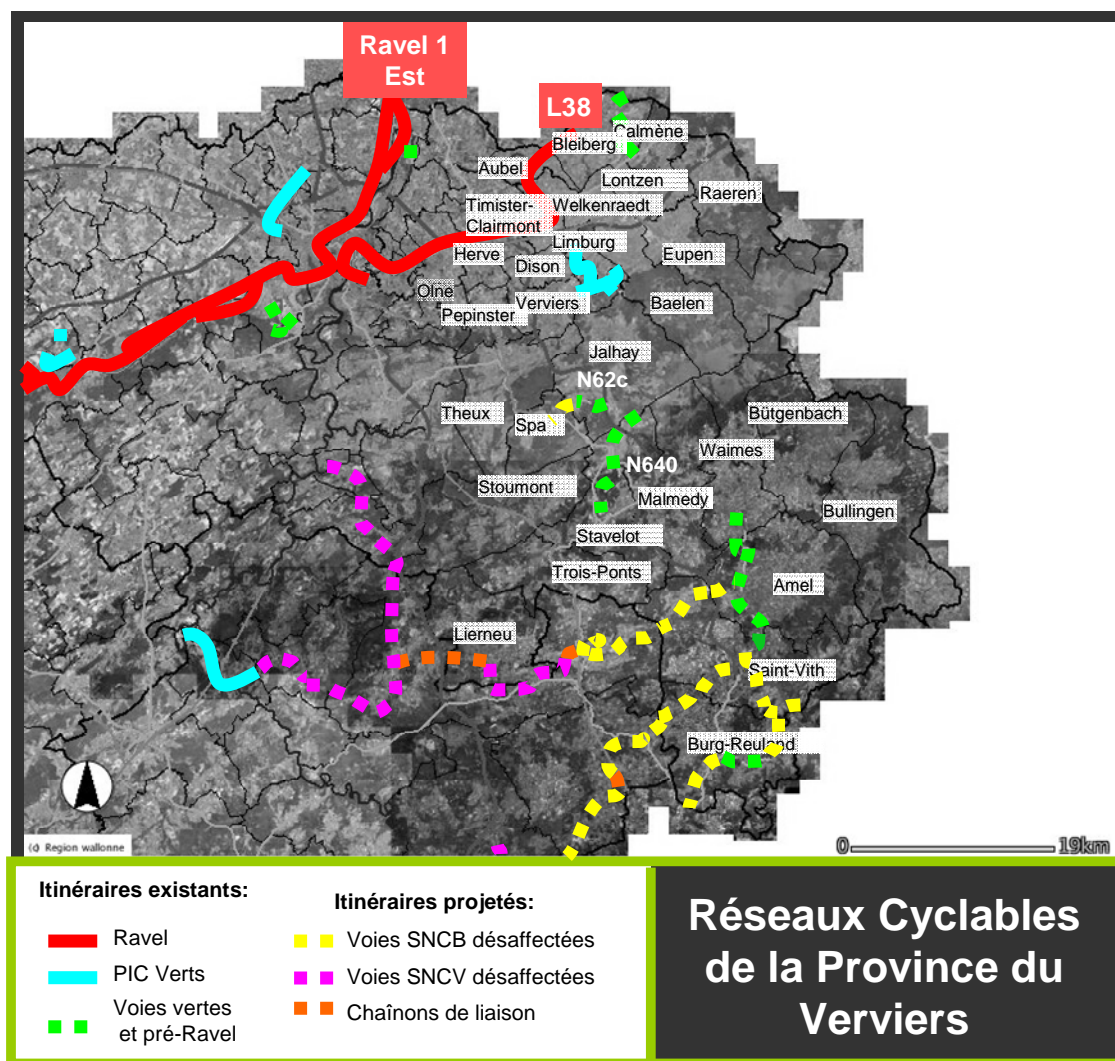 Ravel 1
Est
L38
Calmène
Bleiberg
Aubel
Lontzen
Raeren
Timister-
Clairmont
Welkenraedt
Limburg
Herve
Eupen
Dison
Olne
Baelen
Verviers
Pepinster
Jalhay
N62c
Theux
Spa
Bütgenbach
Waimes
N640
Stoumont
Malmedy
Bullingen
Stavelot
Trois-Ponts
Amel
Lierneu
Saint-Vith
Burg-Reuland
(c) Region wallonne
0 19km
Itinéraires existants:
Ravel
PIC Verts
Voies vertes
et pré-Ravel
Itinéraires projetés:
Voies SNCB désaffectées
Voies SNCV désaffectées
Chaînons de liaison
Réseaux Cyclables
de la Province du
Verviers